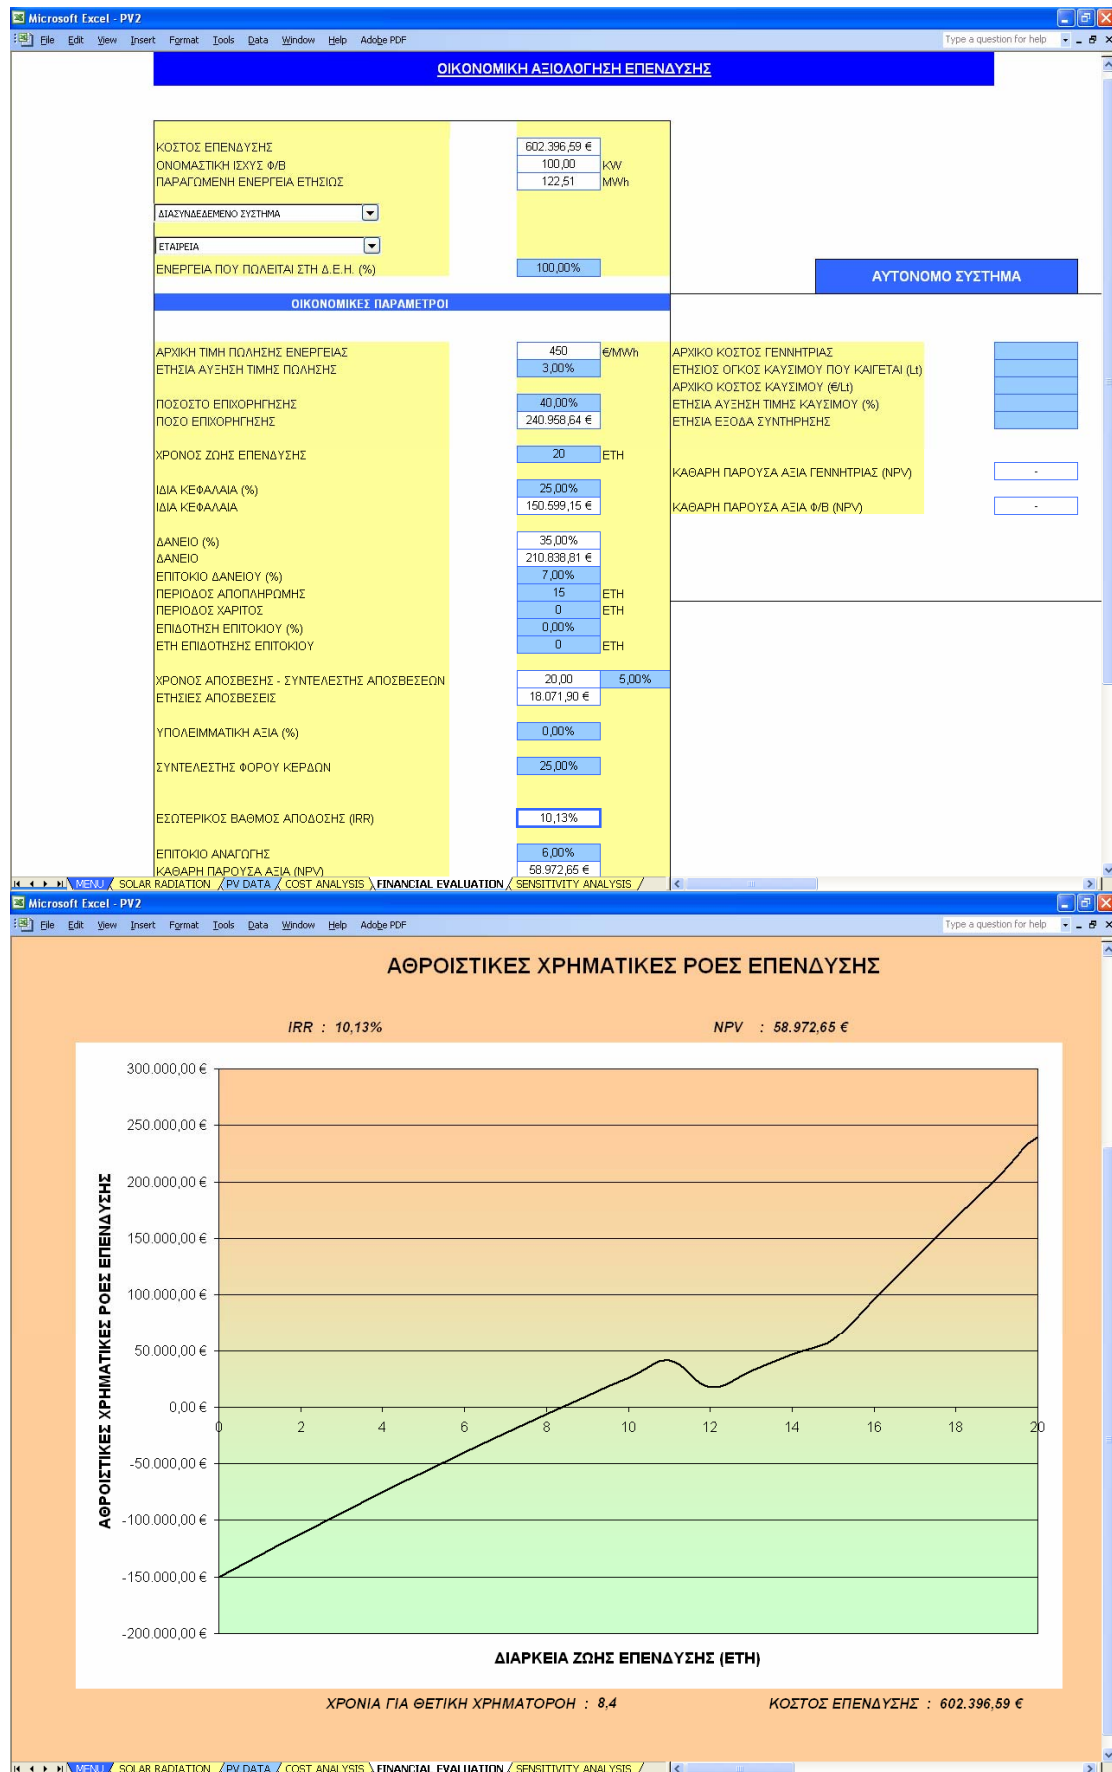 Microsoft Excel - PV2
File Edit View Insert Format Tools Data Window Help Adobe PDF Type a question for help
ΟΙΚΟΝΟΜΙΚΗ ΑΞΙΟΛΟΓΗΣΗ ΕΠΕΝΔΥΣΗΣ
ΚΟΣΤΟΣ ΕΠΕΝΔΥΣΗΣ 602.396,59 €
ΟΝΟΜΑΣΤΙΚΗ ΙΣΧΥΣ Φ/Β 100,00 KW
ΠΑΡΑΓΩΜΕΝΗ ΕΝΕΡΓΕΙΑ ΕΤΗΣΙΩΣ 122,51 MWh
ΔΙΑΣΥΝΔΕΔΕΜΕΝΟ ΣΥΣΤΗΜΑ
ΕΤΑΙΡΕΙΑ
ΕΝΕΡΓΕΙΑ ΠΟΥ ΠΩΛΕΙΤΑΙ ΣΤΗ Δ.Ε.Η. (%) 100,00%
ΑΥΤΟΝΟΜΟ ΣΥΣΤΗΜΑ
ΟΙΚΟΝΟΜΙΚΕΣ ΠΑΡΑΜΕΤΡΟΙ
ΑΡΧΙΚΗ ΤΙΜΗ ΠΩΛΗΣΗΣ ΕΝΕΡΓΕΙΑΣ 450 €/MWh ΑΡΧΙΚΟ ΚΟΣΤΟΣ ΓΕΝΝΗΤΡΙΑΣ
ΕΤΗΣΙΑ ΑΥΞΗΣΗ ΤΙΜΗΣ ΠΩΛΗΣΗΣ 3,00% ΕΤΗΣΙΟΣ ΟΓΚΟΣ ΚΑΥΣΙΜΟΥ ΠΟΥ ΚΑΙΓΕΤΑΙ (Lt)
ΑΡΧΙΚΟ ΚΟΣΤΟΣ ΚΑΥΣΙΜΟΥ (€/Lt)
ΠΟΣΟΣΤΟ ΕΠΙΧΟΡΗΓΗΣΗΣ 40,00% ΕΤΗΣΙΑ ΑΥΞΗΣΗ ΤΙΜΗΣ ΚΑΥΣΙΜΟΥ (%)
ΠΟΣΟ ΕΠΙΧΟΡΗΓΗΣΗΣ 240.958,64 € ΕΤΗΣΙΑ ΕΞΟΔΑ ΣΥΝΤΗΡΗΣΗΣ
ΧΡΟΝΟΣ ΖΩΗΣ ΕΠΕΝΔΥΣΗΣ 20 ΕΤΗ
ΚΑΘΑΡΗ ΠΑΡΟΥΣΑ ΑΞΙΑ ΓΕΝΝΗΤΡΙΑΣ (NPV) -
ΙΔΙΑ ΚΕΦΑΛΑΙΑ (%) 25,00%
ΙΔΙΑ ΚΕΦΑΛΑΙΑ 150.599,15 € ΚΑΘΑΡΗ ΠΑΡΟΥΣΑ ΑΞΙΑ Φ/Β (NPV) -
ΔΑΝΕΙΟ (%) 35,00%
ΔΑΝΕΙΟ 210.838,81 €
ΕΠΙΤΟΚΙΟ ΔΑΝΕΙΟΥ (%) 7,00%
ΠΕΡΙΟΔΟΣ ΑΠΟΠΛΗΡΩΜΗΣ 15 ΕΤΗ
ΠΕΡΙΟΔΟΣ ΧΑΡΙΤΟΣ 0 ΕΤΗ
ΕΠΙΔΟΤΗΣΗ ΕΠΙΤΟΚΙΟΥ (%) 0,00%
ΕΤΗ ΕΠΙΔΟΤΗΣΗΣ ΕΠΙΤΟΚΙΟΥ 0 ΕΤΗ
ΧΡΟΝΟΣ ΑΠΟΣΒΕΣΗΣ - ΣΥΝΤΕΛΕΣΤΗΣ ΑΠΟΣΒΕΣΕΩΝ 20,00 5,00%
ΕΤΗΣΙΕΣ ΑΠΟΣΒΕΣΕΙΣ 18.071,90 €
ΥΠΟΛΕΙΜΜΑΤΙΚΗ ΑΞΙΑ (%) 0,00%
ΣΥΝΤΕΛΕΣΤΗΣ ΦΟΡΟΥ ΚΕΡΔΩΝ 25,00%
ΕΣΩΤΕΡΙΚΟΣ ΒΑΘΜΟΣ ΑΠΟΔΟΣΗΣ (IRR) 10,13%
ΕΠΙΤΟΚΙΟ ΑΝΑΓΩΓΗΣ 6,00%
ΚΑΘΑΡΗ ΠΑΡΟΥΣΑ ΑΞΙΑ (NPV) 58.972,65 €
MENU SOLAR RADIATION PV DATA COST ANALYSIS FINANCIAL EVALUATION SENSITIVITY ANALYSIS
Microsoft Excel - PV2
File Edit View Insert Format Tools Data Window Help Adobe PDF Type a question for help
ΑΘΡΟΙΣΤΙΚΕΣ ΧΡΗΜΑΤΙΚΕΣ ΡΟΕΣ ΕΠΕΝΔΥΣΗΣ
IRR : 10,13% NPV : 58.972,65 €
300.000,00 €
250.000,00 €
200.000,00 €
150.000,00 €
100.000,00 €
50.000,00 €
0,00 €
0 2 4 6 8 10 12 14 16 18 20
-50.000,00 €
-100.000,00 €
-150.000,00 €
-200.000,00 €
ΑΘΡΟΙΣΤΙΚΕΣ ΧΡΗΜΑΤΙΚΕΣ ΡΟΕΣ ΕΠΕΝΔΥΣΗΣ
ΔΙΑΡΚΕΙΑ ΖΩΗΣ ΕΠΕΝΔΥΣΗΣ (ΕΤΗ)
ΧΡΟΝΙΑ ΓΙΑ ΘΕΤΙΚΗ ΧΡΗΜΑΤΟΡΟΗ : 8,4 ΚΟΣΤΟΣ ΕΠΕΝΔΥΣΗΣ : 602.396,59 €
MENU SOLAR RADIATION PV DATA COST ANALYSIS FINANCIAL EVALUATION SENSITIVITY ANALYSIS